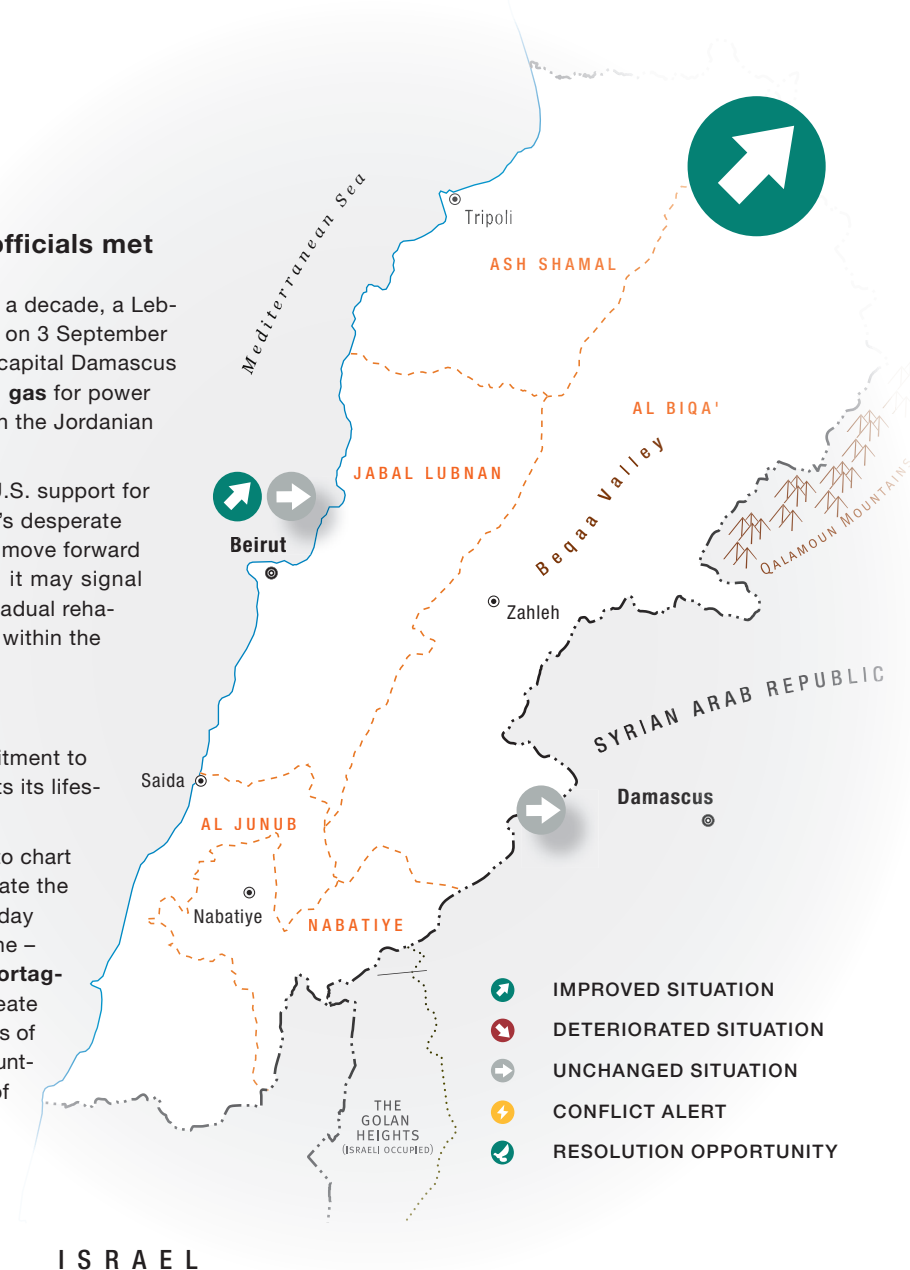 officials met
a decade, a Leb-
on 3 September
capital Damascus
gas for power
the Jordanian
U.S. support for
's desperate
move forward
it may signal
adual reha-
within the
itment to
ts its lifes-
to chart
ate the
day
ne –
ortag-
eate
s of
unt-
of
Mediterranean Sea
Tripoli
ASH SHAMAL
AL BIQA'
JABAL LUBNAN
Beqaa Valley
QALAMOUN MOUNTAINS
Beirut
Zahleh
SYRIAN ARAB REPUBLIC
Saida
Damascus
AL JUNUB
Nabatiye
NABATIYE
THE
GOLAN
HEIGHTS
(ISRAELI OCCUPIED)
IMPROVED SITUATION
DETERIORATED SITUATION
UNCHANGED SITUATION
CONFLICT ALERT
RESOLUTION OPPORTUNITY
ISRAEL